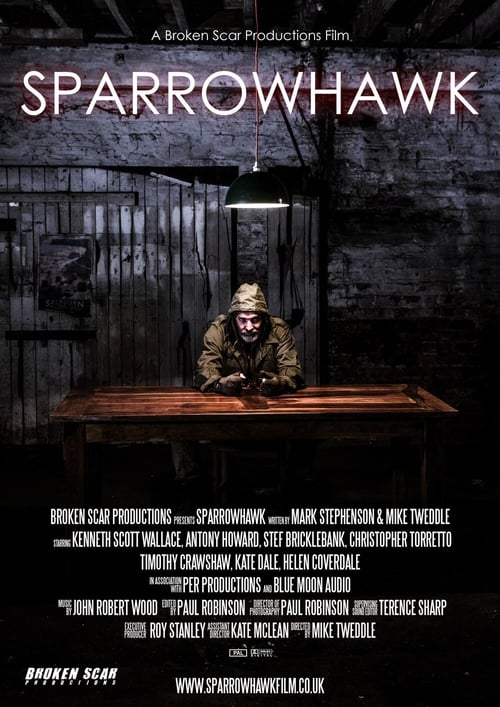 A Broken Scar Productions Film
SPARROWHAWK
SALTBURN
BROKEN SCAR PRODUCTIONS PRESENTS SPARROWHAWK WRITTEN BY MARK STEPHENSON & MIKE TWEDDLE
STARRING KENNETH SCOTT WALLACE, ANTONY HOWARD, STEF BRICKLEBANK, CHRISTOPHER TORRETTO
TIMOTHY CRAWSHAW, KATE DALE, HELEN COVERDALE
IN ASSOCIATION WITH PER PRODUCTIONS AND BLUE MOON AUDIO
MUSIC BY JOHN ROBERT WOOD EDITED BY PAUL ROBINSON DIRECTOR OF PHOTOGRAPHY PAUL ROBINSON SUPERVISING SOUND EDITOR TERENCE SHARP
EXECUTIVE PRODUCER ROY STANLEY ASSISTANT DIRECTOR KATE MCLEAN DIRECTED BY MIKE TWEDDLE
PAL
BROKEN SCAR
PRODUCTIONS
WWW.SPARROWHAWKFILM.CO.UK